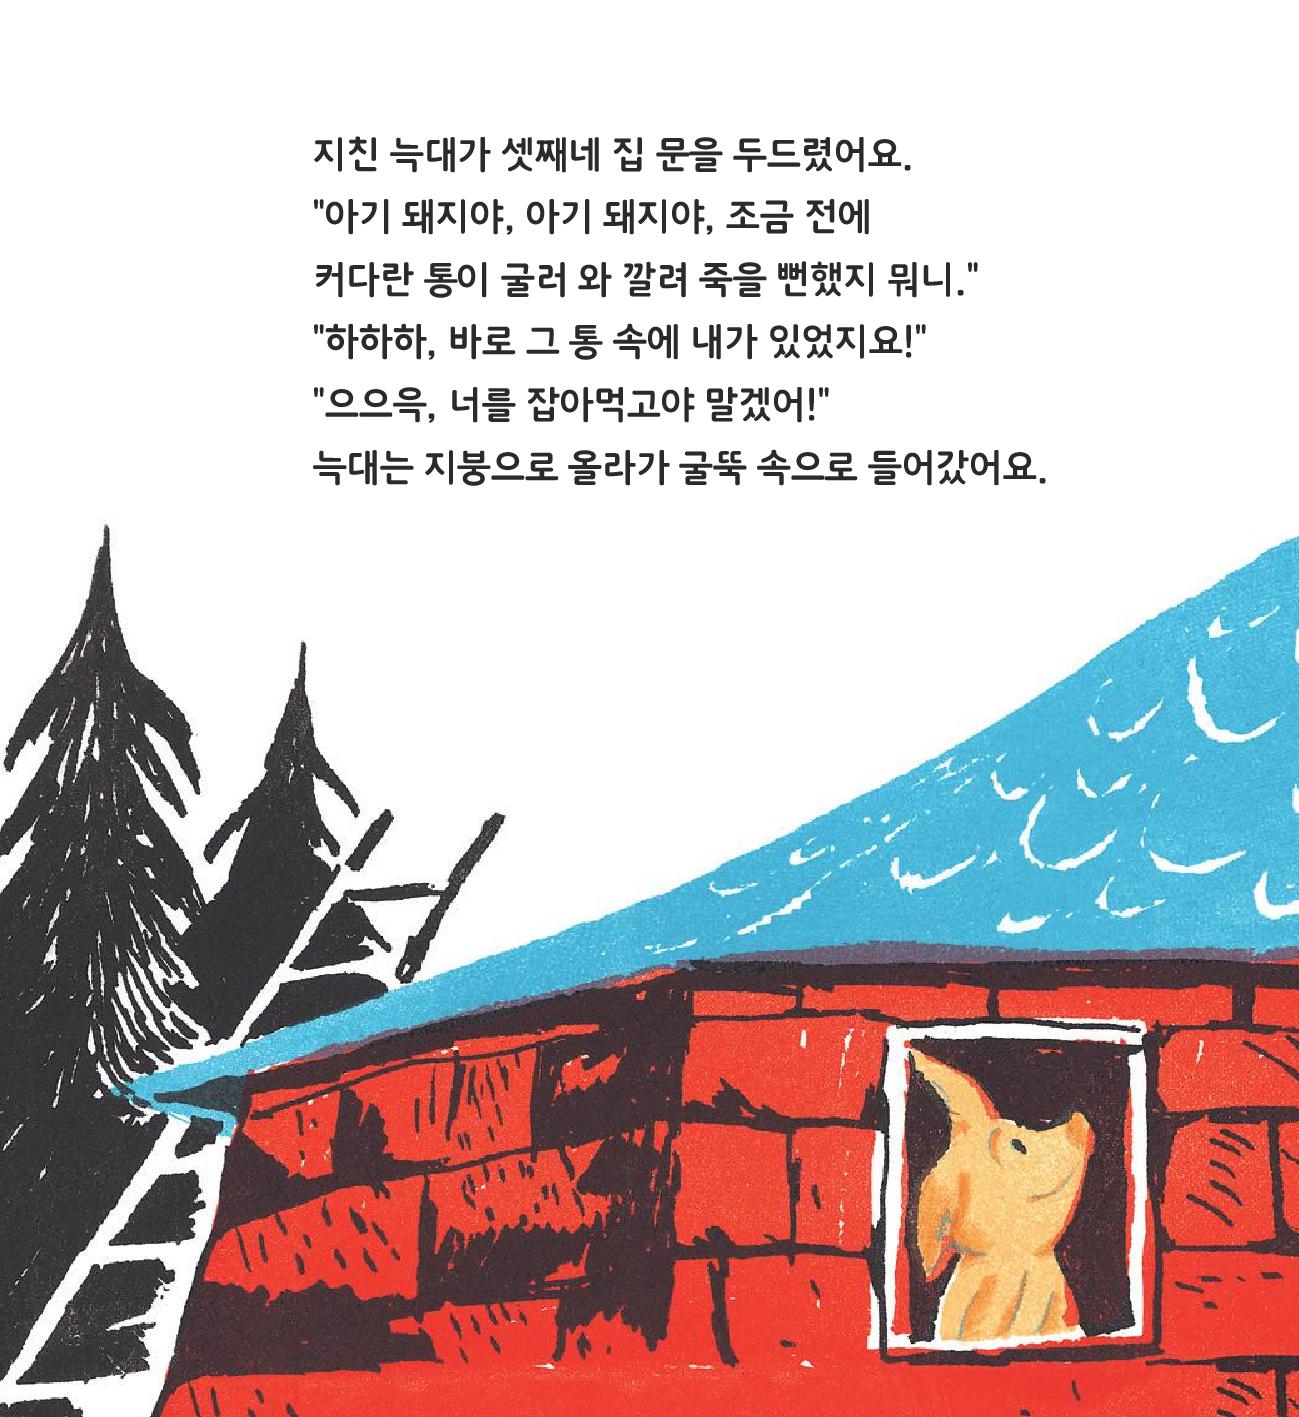 지친 늑대가 셋째네 집 문을 두드렸어요.
"아기 돼지야, 아기 돼지야, 조금 전에
커다란 통이 굴러 와 깔려 죽을 뻔했지 뭐니."
"하하하, 바로 그 통 속에 내가 있었지요!"
"으으윽, 너를 잡아먹고야 말겠어!"
늑대는 지붕으로 올라가 굴뚝 속으로 들어갔어요.